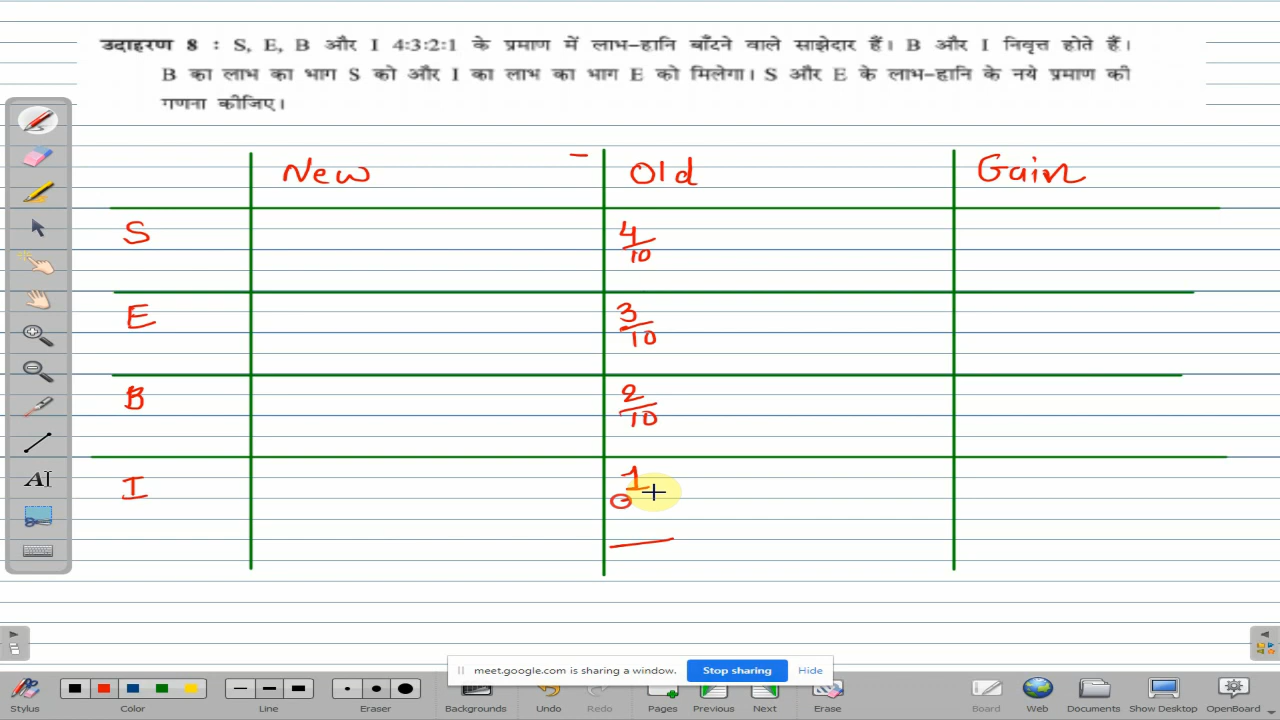 उदाहरण 8 : S, E, B और I 4:3:2:1 के प्रमाण में लाभ-हानि बाँटने वाले साझेदार हैं। B और I निवृत्त होते हैं।
B का लाभ का भाग S को और I का लाभ का भाग E को मिलेगा। S और E के लाभ-हानि के नये प्रमाण की
गणना कीजिए।
New - Old Gain
S 4/10
E 3/10
B 2/10
I 1
AI
meet.google.com is sharing a window. Stop sharing Hide
Stylus Color Line Eraser Backgrounds Undo Redo Pages Previous Next Erase Board Web Documents Show Desktop OpenBoard